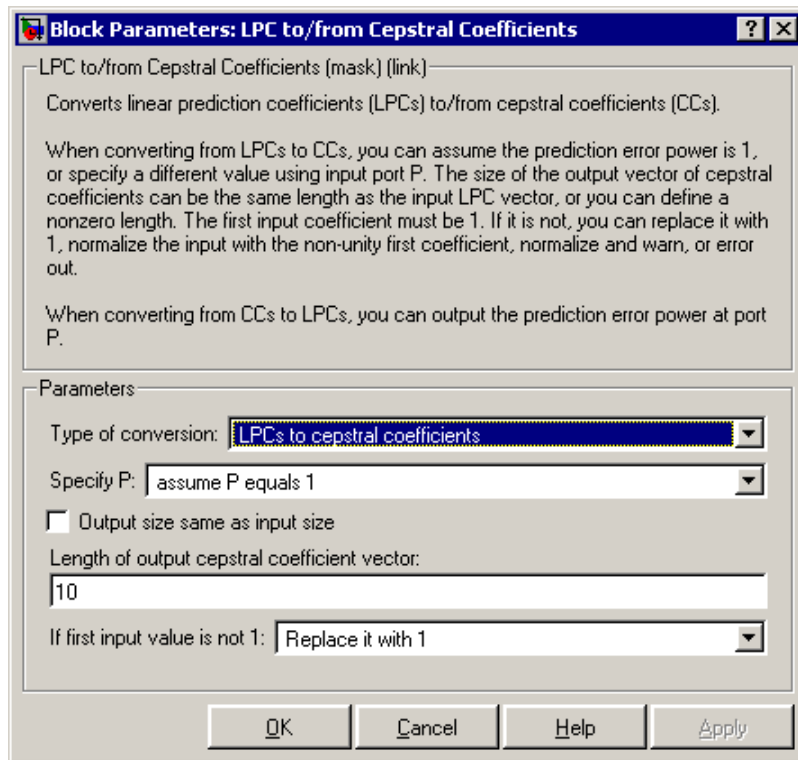 Block Parameters: LPC to/from Cepstral Coefficients
LPC to/from Cepstral Coefficients (mask) (link)
Converts linear prediction coefficients (LPCs) to/from cepstral coefficients (CCs).
When converting from LPCs to CCs, you can assume the prediction error power is 1,
or specify a different value using input port P. The size of the output vector of cepstral
coefficients can be the same length as the input LPC vector, or you can define a
nonzero length. The first input coefficient must be 1. If it is not, you can replace it with
1, normalize the input with the non-unity first coefficient, normalize and warn, or error
out.
When converting from CCs to LPCs, you can output the prediction error power at port
P.
Parameters
Type of conversion: LPCs to cepstral coefficients
Specify P: assume P equals 1
Output size same as input size
Length of output cepstral coefficient vector:
10
If first input value is not 1: Replace it with 1
OK Cancel Help Apply